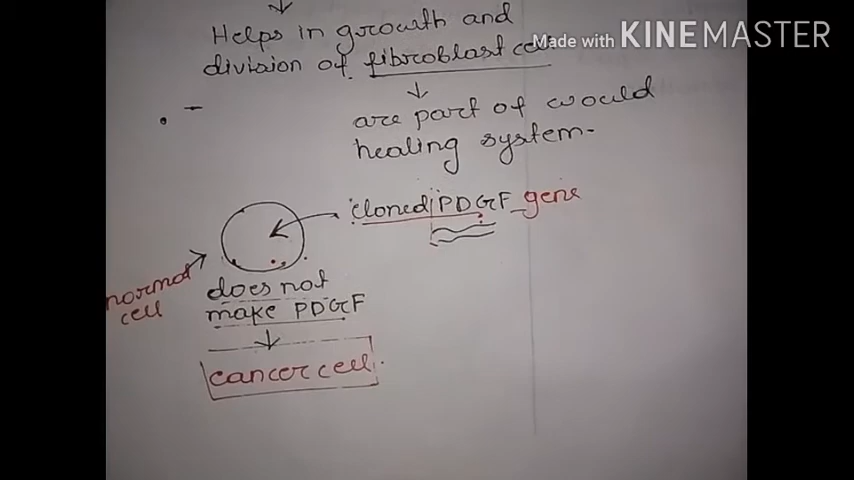 Helps in growth and
division of fibroblast cell
Made with KINEMASTER
are part of would
healing system.
cloned PDGF gene
normal
cell
does not
make PDGF
cancer cell.